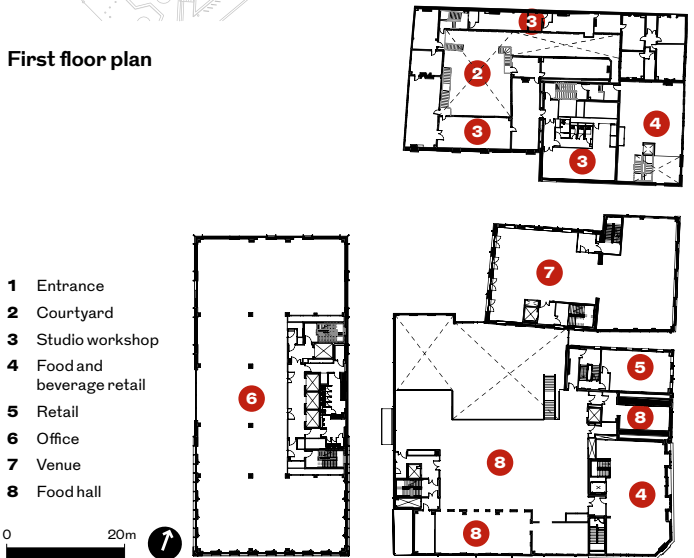 First floor plan
1 Entrance
2 Courtyard
3 Studio workshop
4 Food and
beverage retail
5 Retail
6 Office
7 Venue
8 Food hall
0 20m
3
2
3
3
4
7
5
6
8
8
4
8